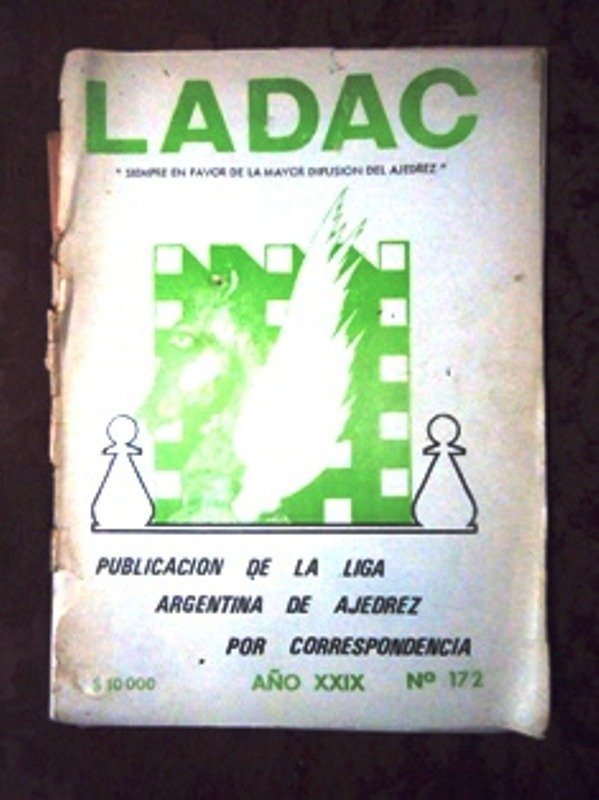 LADAC
" SIEMPRE EN FAVOR DE LA MAYOR DIFUSIÓN DEL AJEDREZ "
PUBLICACION DE LA LIGA
ARGENTINA DE AJEDREZ
POR CORRESPONDENCIA
$ 10·000 AÑO XXIX Nº 172